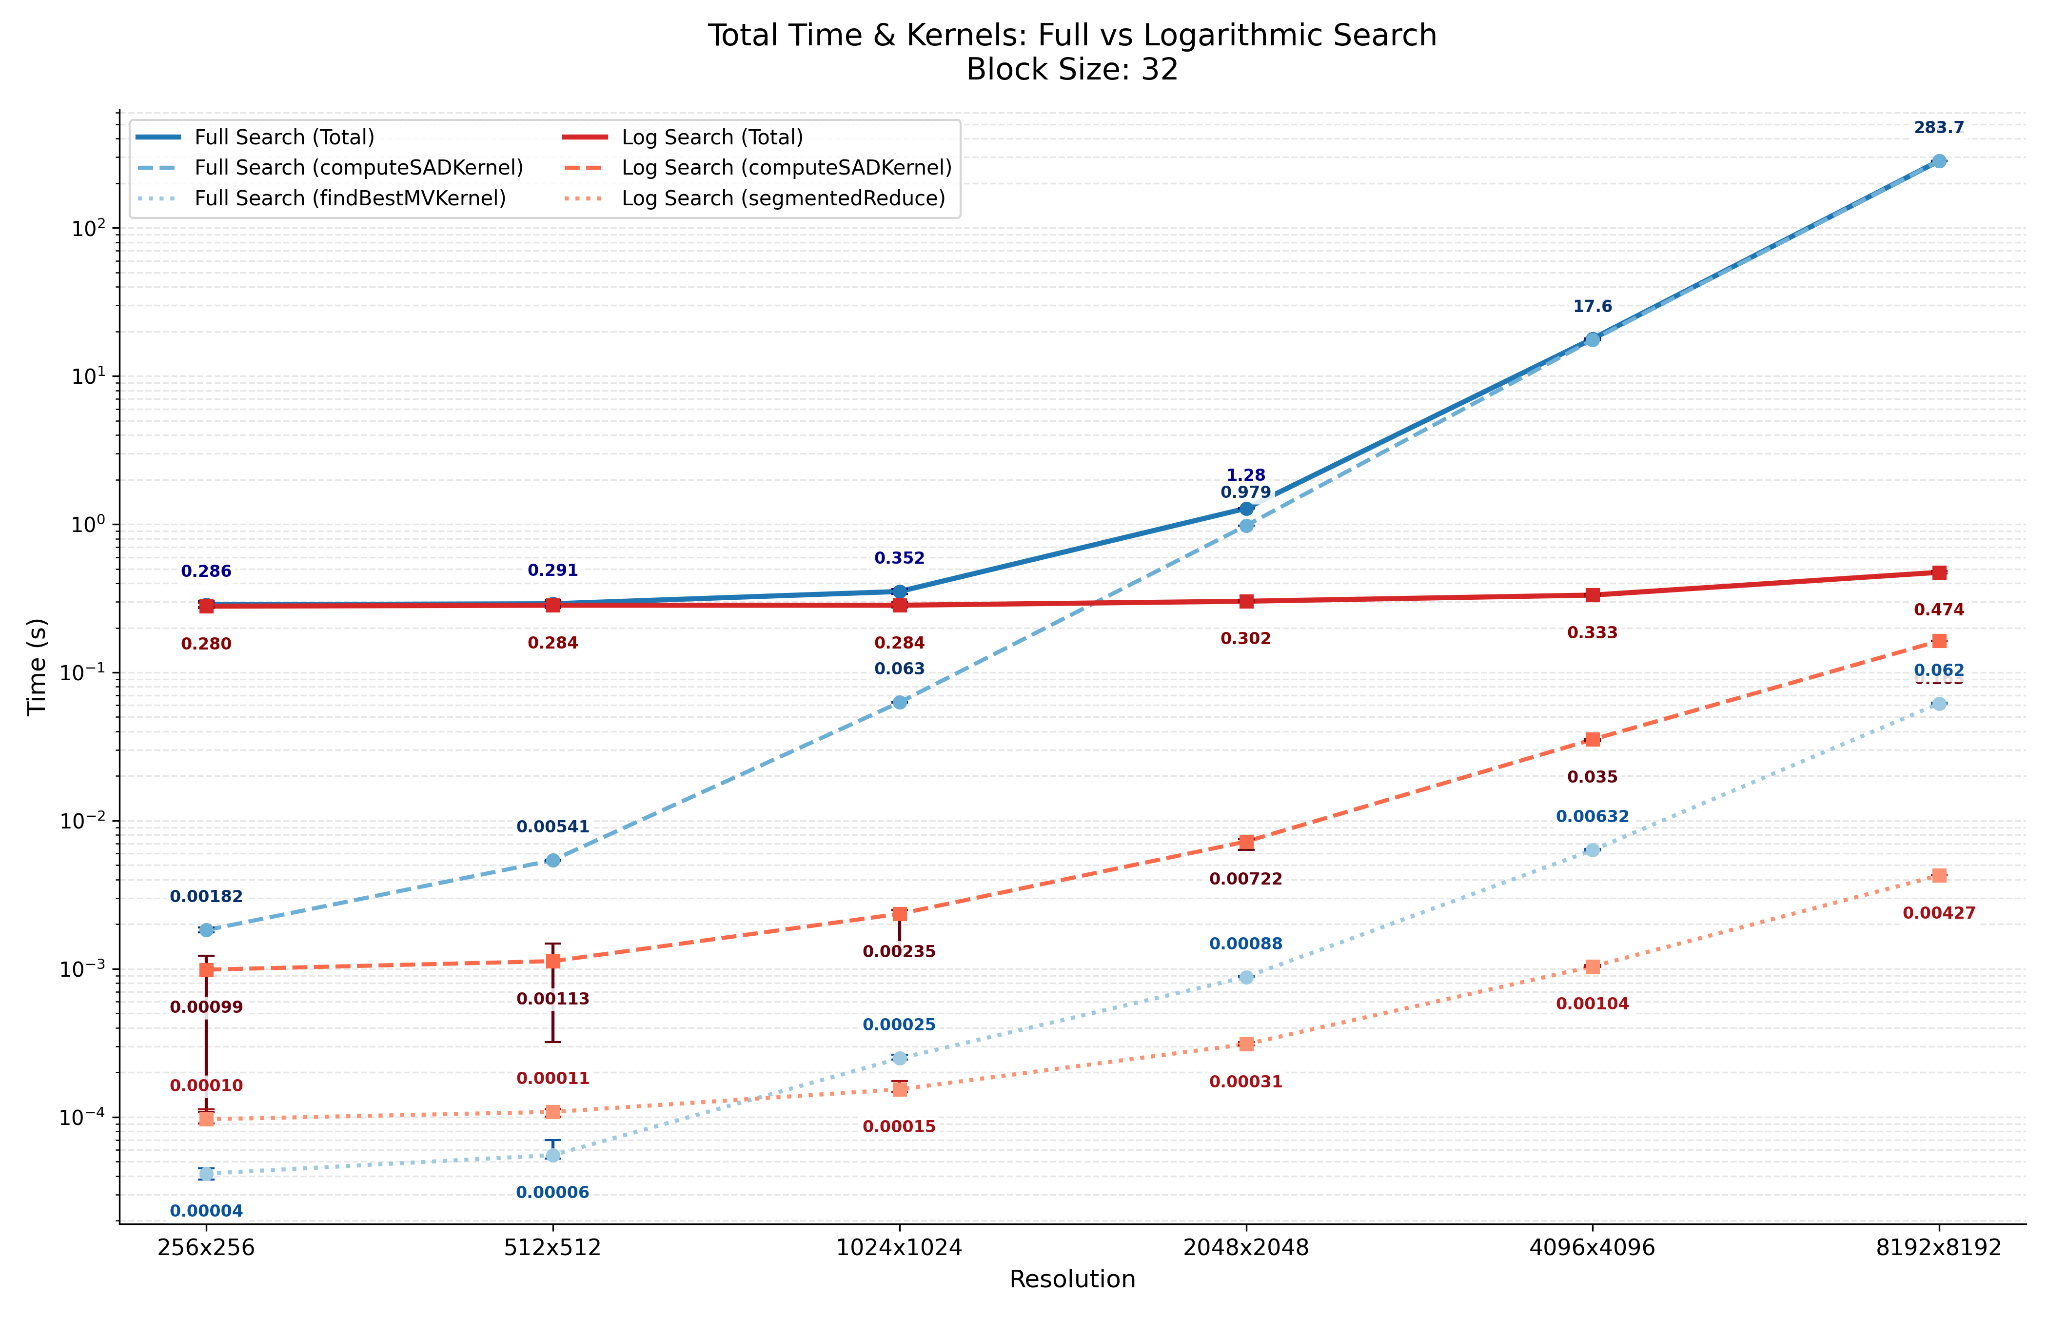 Total Time & Kernels: Full vs Logarithmic Search
Block Size: 32
Full Search (Total)
Full Search (computeSADKernel)
Full Search (findBestMVKernel)
Log Search (Total)
Log Search (computeSADKernel)
Log Search (segmentedReduce)
Time (s)
10²
10¹
10⁰
10⁻¹
10⁻²
10⁻³
10⁻⁴
283.7
17.6
1.28
0.979
0.286
0.291
0.352
0.280
0.284
0.284
0.302
0.333
0.474
0.063
0.062
0.035
0.00541
0.00632
0.00182
0.00722
0.00427
0.00235
0.00088
0.00099
0.00113
0.00104
0.00025
0.00010
0.00011
0.00031
0.00015
0.00004
0.00006
256x256
512x512
1024x1024
2048x2048
4096x4096
8192x8192
Resolution